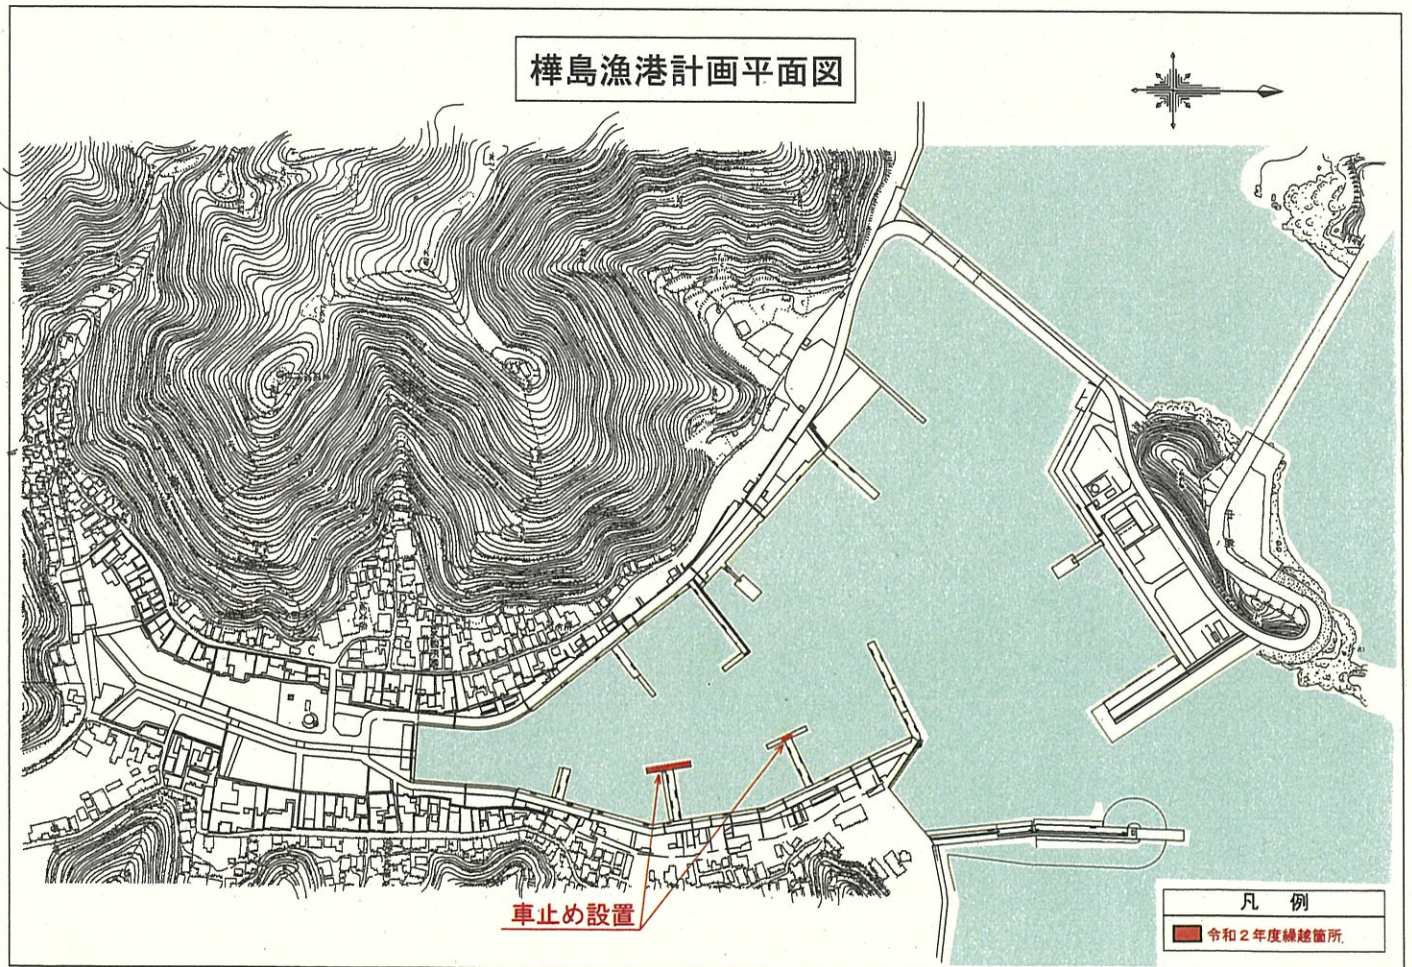 樺島漁港計画平面図
車止め設置
凡例
令和２年度繰越箇所